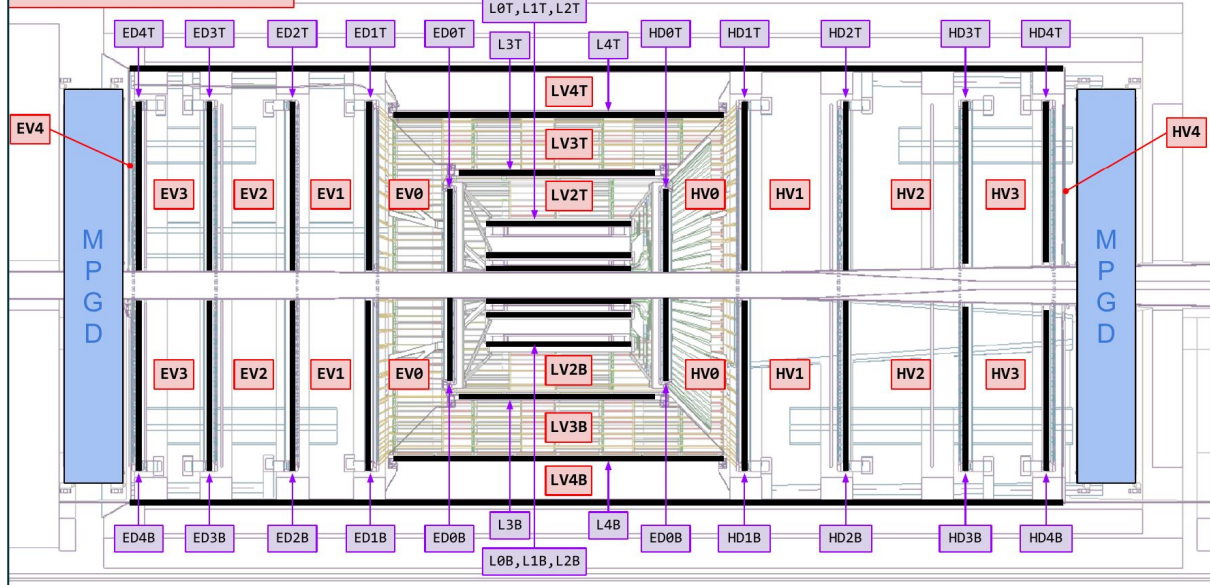 L0T,L1T,L2T
ED4T ED3T ED2T ED1T ED0T L3T L4T HD0T HD1T HD2T HD3T HD4T
LV4T
EV4 LV3T HV4
EV3 EV2 EV1 EV0 LV2T HV0 HV1 HV2 HV3
MPGD MPGD
EV3 EV2 EV1 EV0 LV2B HV0 HV1 HV2 HV3
LV3B
LV4B
ED4B ED3B ED2B ED1B ED0B L3B L4B ED0B HD1B HD2B HD3B HD4B
L0B,L1B,L2B